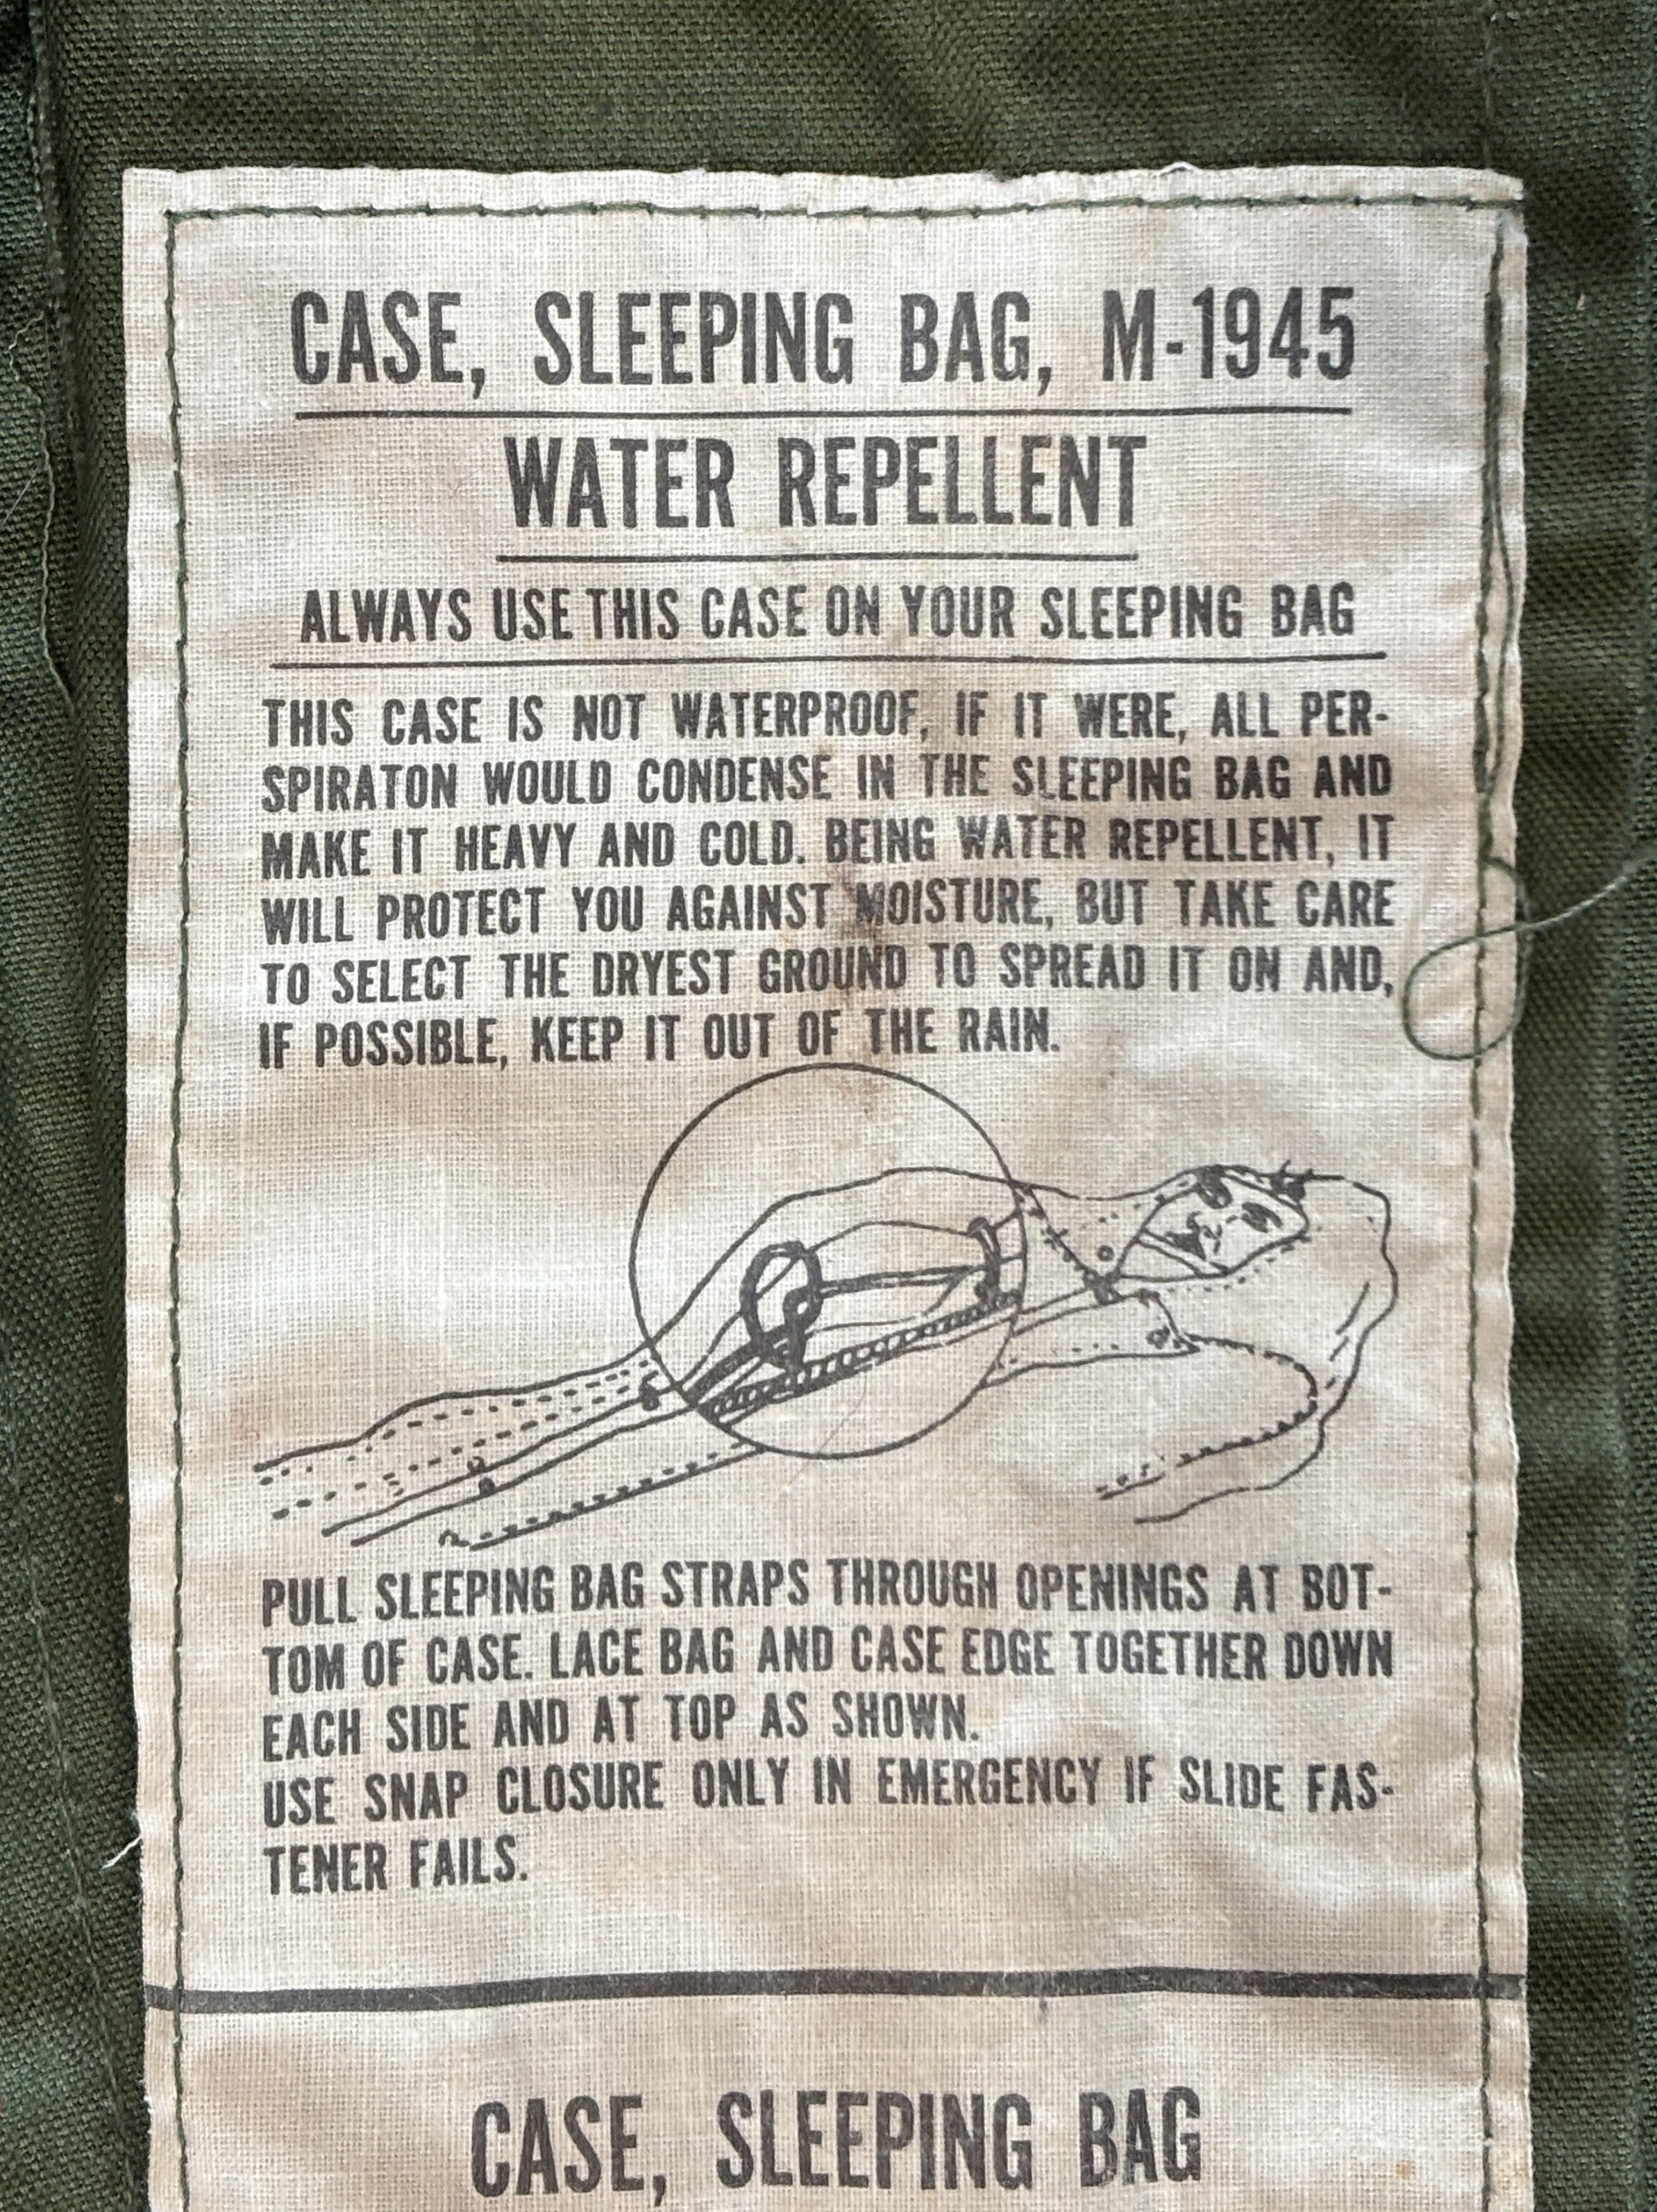 CASE, SLEEPING BAG, M-1945
WATER REPELLENT
ALWAYS USE THIS CASE ON YOUR SLEEPING BAG
THIS CASE IS NOT WATERPROOF, IF IT WERE, ALL PER-
SPIRATON WOULD CONDENSE IN THE SLEEPING BAG AND
MAKE IT HEAVY AND COLD. BEING WATER REPELLENT, IT
WILL PROTECT YOU AGAINST MOISTURE, BUT TAKE CARE
TO SELECT THE DRYEST GROUND TO SPREAD IT ON AND,
IF POSSIBLE, KEEP IT OUT OF THE RAIN.
PULL SLEEPING BAG STRAPS THROUGH OPENINGS AT BOT-
TOM OF CASE. LACE BAG AND CASE EDGE TOGETHER DOWN
EACH SIDE AND AT TOP AS SHOWN.
USE SNAP CLOSURE ONLY IN EMERGENCY IF SLIDE FAS-
TENER FAILS.
CASE, SLEEPING BAG